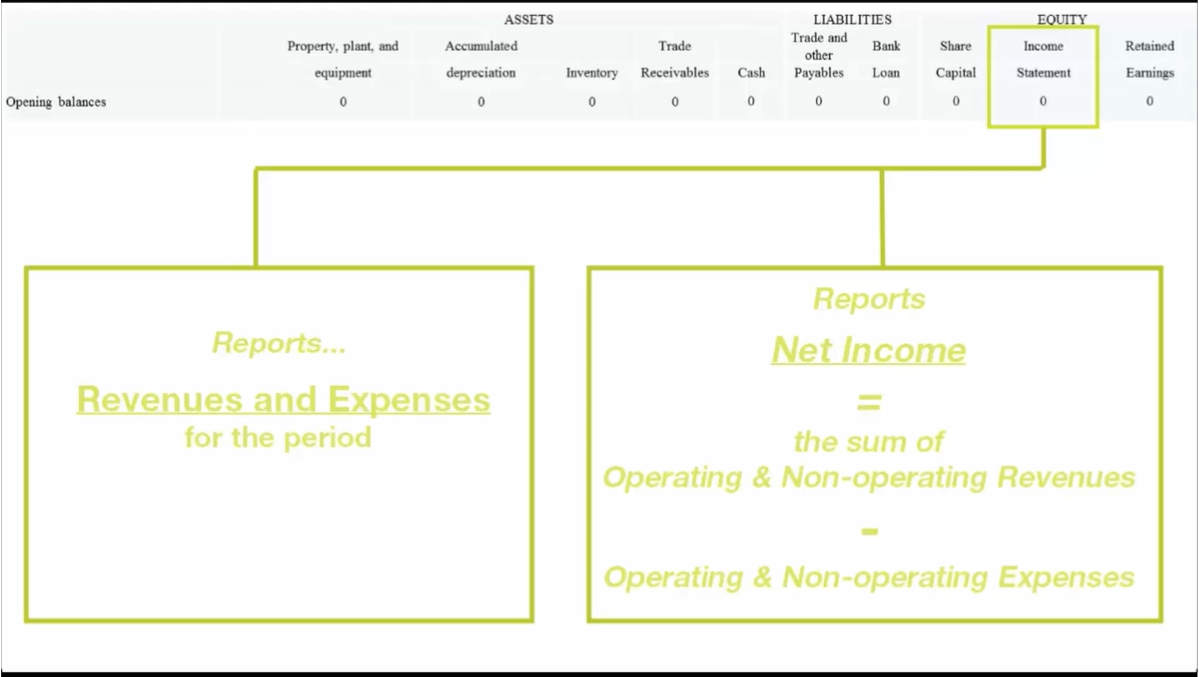 ASSETS LIABILITIES EQUITY
Property, plant, and equipment
Accumulated depreciation
Inventory
Trade Receivables
Cash
Trade and other Payables
Bank Loan
Share Capital
Income Statement
Retained Earnings
Opening balances 0 0 0 0 0 0 0 0 0 0
Reports...
Revenues and Expenses
for the period
Reports
Net Income
=
the sum of
Operating & Non-operating Revenues
-
Operating & Non-operating Expenses